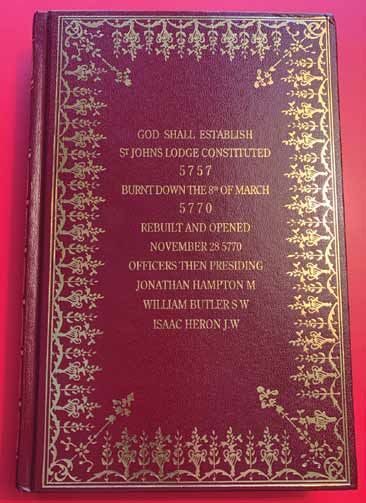 GOD SHALL ESTABLISH
ST JOHNS LODGE CONSTITUTED
5757
BURNT DOWN THE 8TH OF MARCH
5770
REBUILT AND OPENED
NOVEMBER 28 5770
OFFICERS THEN PRESIDING
JONATHAN HAMPTON M
WILLIAM BUTLER S W
ISAAC HERON J.W